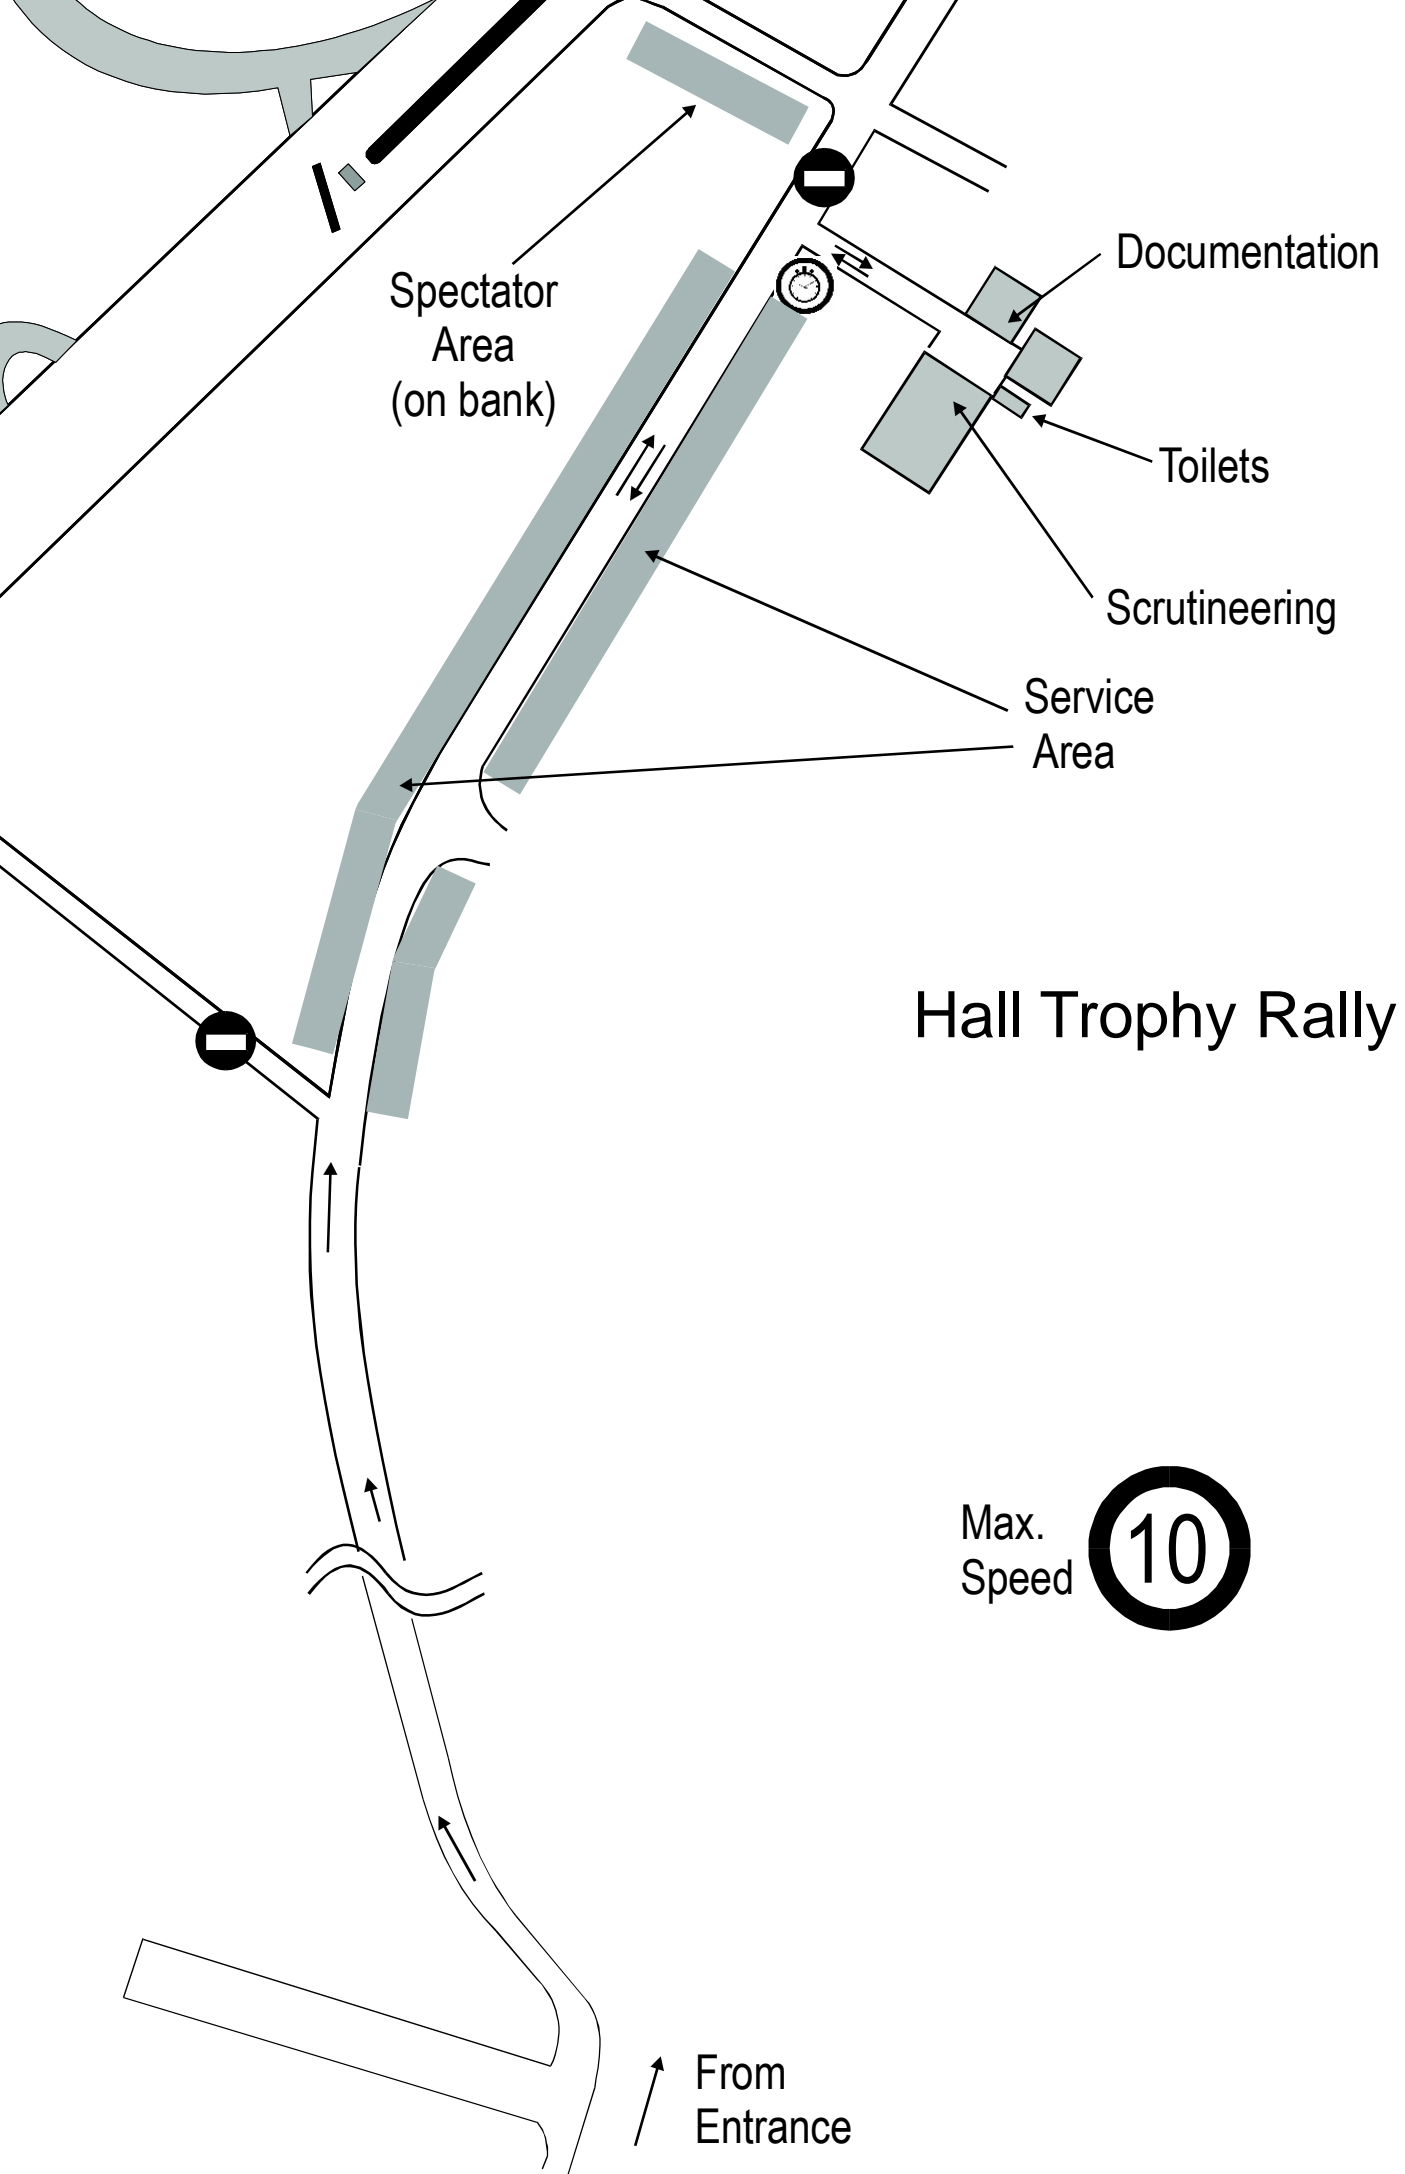 Documentation
Spectator
Area
(on bank)
Toilets
Scrutineering
Service
Area
Hall Trophy Rally
Max.
Speed
10
From
Entrance